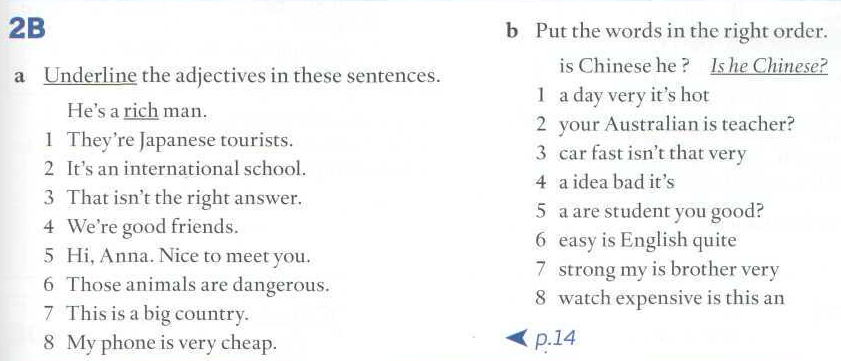 2B
a Underline the adjectives in these sentences.
He's a rich man.
1 They're Japanese tourists.
2 It's an international school.
3 That isn't the right answer.
4 We're good friends.
5 Hi, Anna. Nice to meet you.
6 Those animals are dangerous.
7 This is a big country.
8 My phone is very cheap.
b Put the words in the right order.
is Chinese he ? Is he Chinese?
1 a day very it's hot
2 your Australian is teacher?
3 car fast isn't that very
4 a idea bad it's
5 a are student you good?
6 easy is English quite
7 strong my is brother very
8 watch expensive is this an
p.14